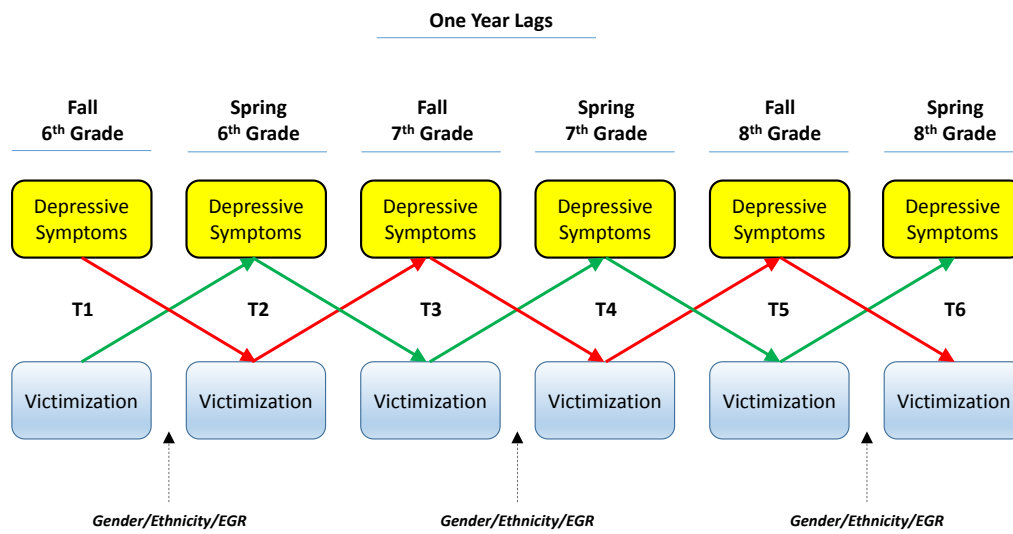 One Year Lags
Fall
6th Grade
Spring
6th Grade
Fall
7th Grade
Spring
7th Grade
Fall
8th Grade
Spring
8th Grade
Depressive
Symptoms
Depressive
Symptoms
Depressive
Symptoms
Depressive
Symptoms
Depressive
Symptoms
Depressive
Symptoms
T1
T2
T3
T4
T5
T6
Victimization
Victimization
Victimization
Victimization
Victimization
Victimization
Gender/Ethnicity/EGR
Gender/Ethnicity/EGR
Gender/Ethnicity/EGR